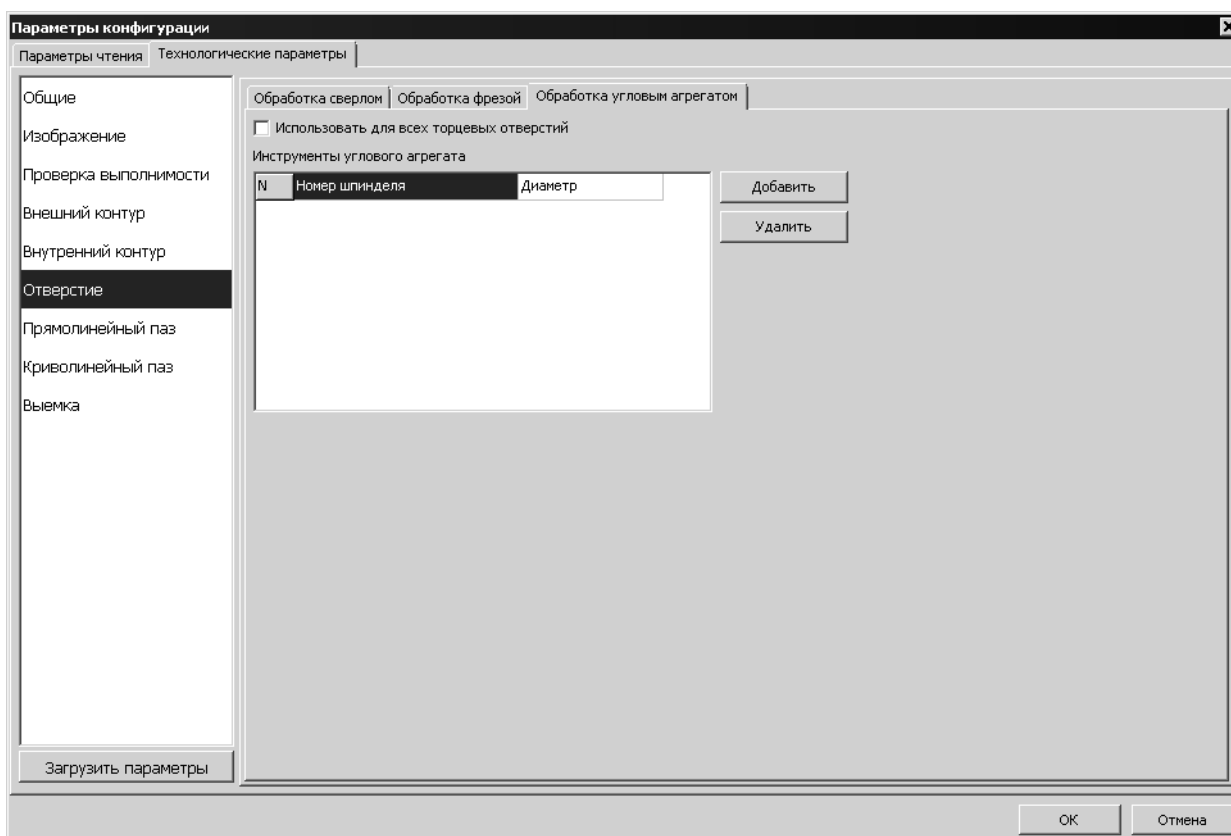 Параметры конфигурации
Параметры чтения
Технологические параметры
Общие
Изображение
Проверка выполнимости
Внешний контур
Внутренний контур
Отверстие
Прямолинейный паз
Криволинейный паз
Выемка
Загрузить параметры
Обработка сверлом
Обработка фрезой
Обработка угловым агрегатом
Использовать для всех торцевых отверстий
Инструменты углового агрегата
N Номер шпинделя Диаметр
Добавить
Удалить
ОК
Отмена